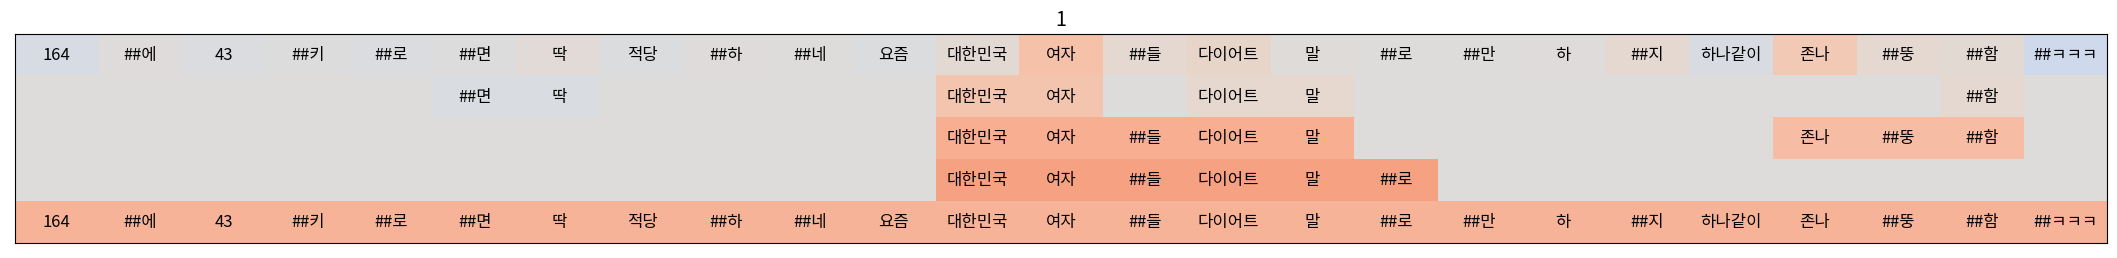 1
164 ##에 43 ##키 ##로 ##면 딱 적당 ##하 ##네 요즘 대한민국 여자 ##들 다이어트 말 ##로 ##만 하 ##지 하나같이 존나 ##뚱 ##함 ##ㅋㅋㅋ
##면 딱 대한민국 여자 다이어트 말 ##함
대한민국 여자 ##들 다이어트 말 존나 ##뚱 ##함
대한민국 여자 ##들 다이어트 말 ##로
164 ##에 43 ##키 ##로 ##면 딱 적당 ##하 ##네 요즘 대한민국 여자 ##들 다이어트 말 ##로 ##만 하 ##지 하나같이 존나 ##뚱 ##함 ##ㅋㅋㅋ